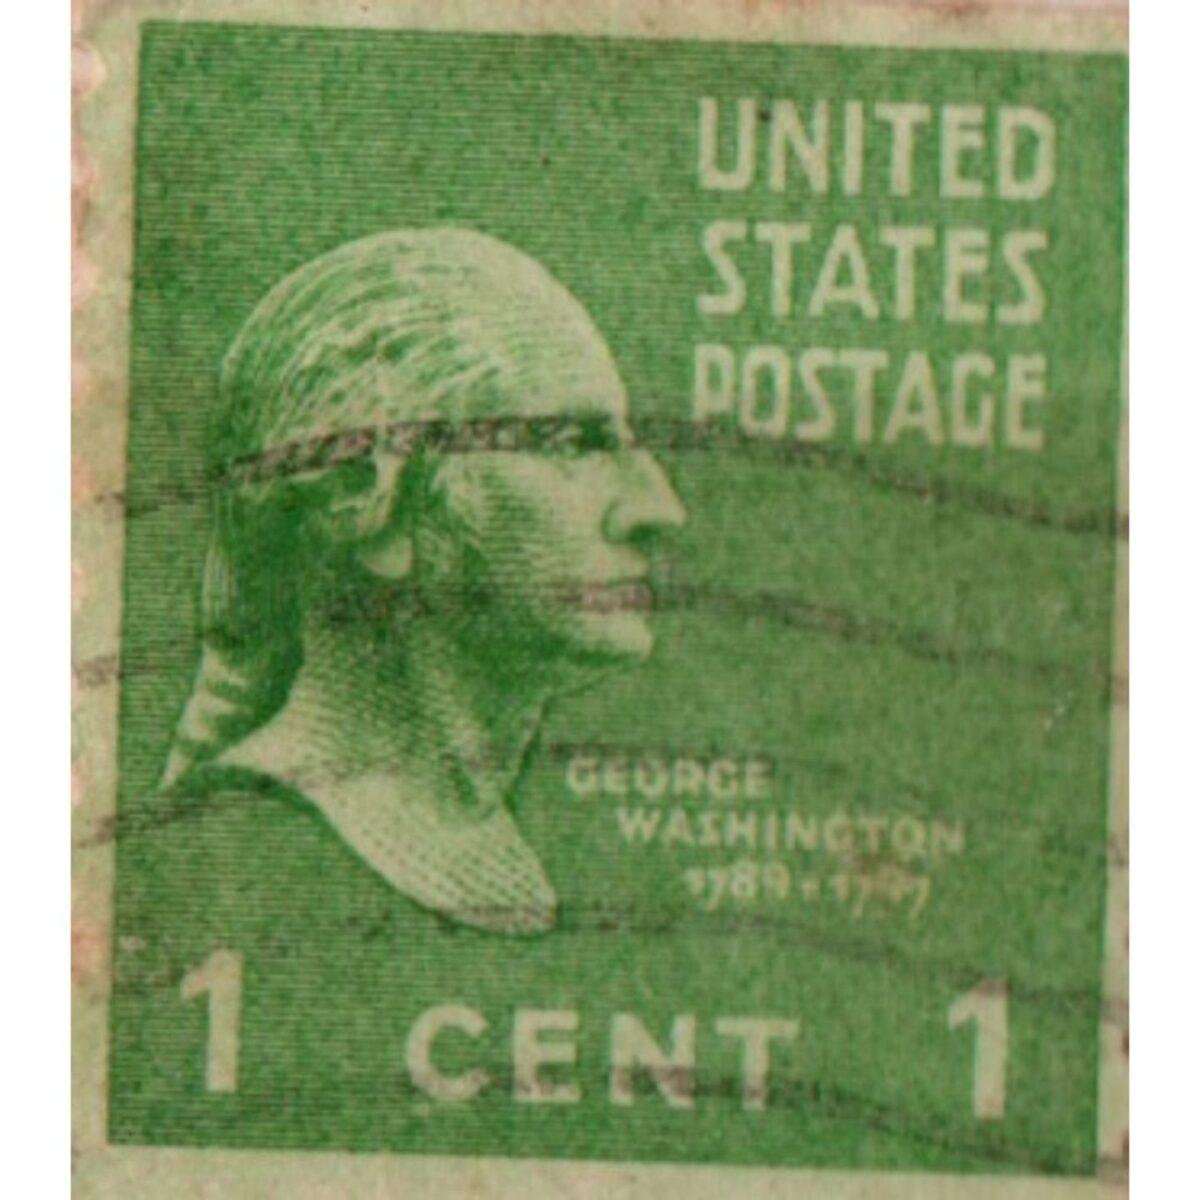 UNITED
STATES
POSTAGE
GEORGE
WASHINGTON
1789 · 1797
1 CENT 1